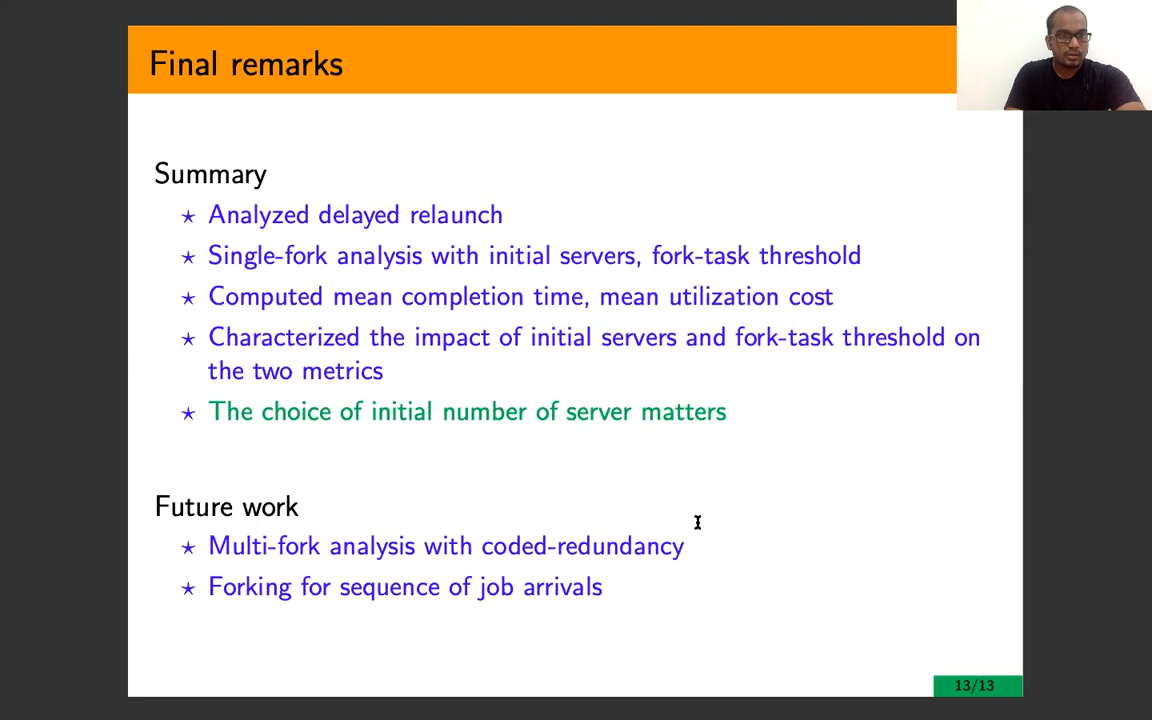 Final remarks
Summary
⋆ Analyzed delayed relaunch
⋆ Single-fork analysis with initial servers, fork-task threshold
⋆ Computed mean completion time, mean utilization cost
⋆ Characterized the impact of initial servers and fork-task threshold on
the two metrics
⋆ The choice of initial number of server matters
Future work
⋆ Multi-fork analysis with coded-redundancy
⋆ Forking for sequence of job arrivals
13/13